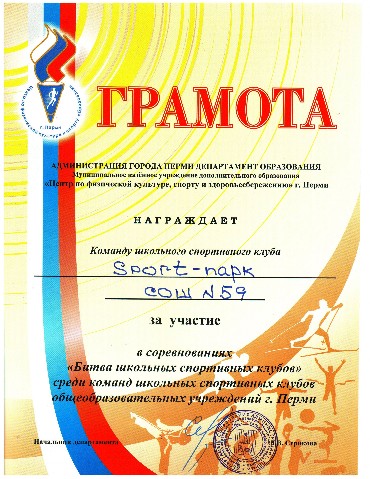 г. Пермь
ГРАМОТА
АДМИНИСТРАЦИЯ ГОРОДА ПЕРМИ ДЕПАРТАМЕНТ ОБРАЗОВАНИЯ
Муниципальное казённое учреждение дополнительного образования
«Центр по физической культуре, спорту и здоровьесбережению» г. Перми
НАГРАЖДАЕТ
Команду школьного спортивного клуба
Sport-парк
СОШ №59
за участие
в соревнованиях
«Битва школьных спортивных клубов»
среди команд школьных спортивных клубов
общеобразовательных учреждений г. Перми
Начальник департамента